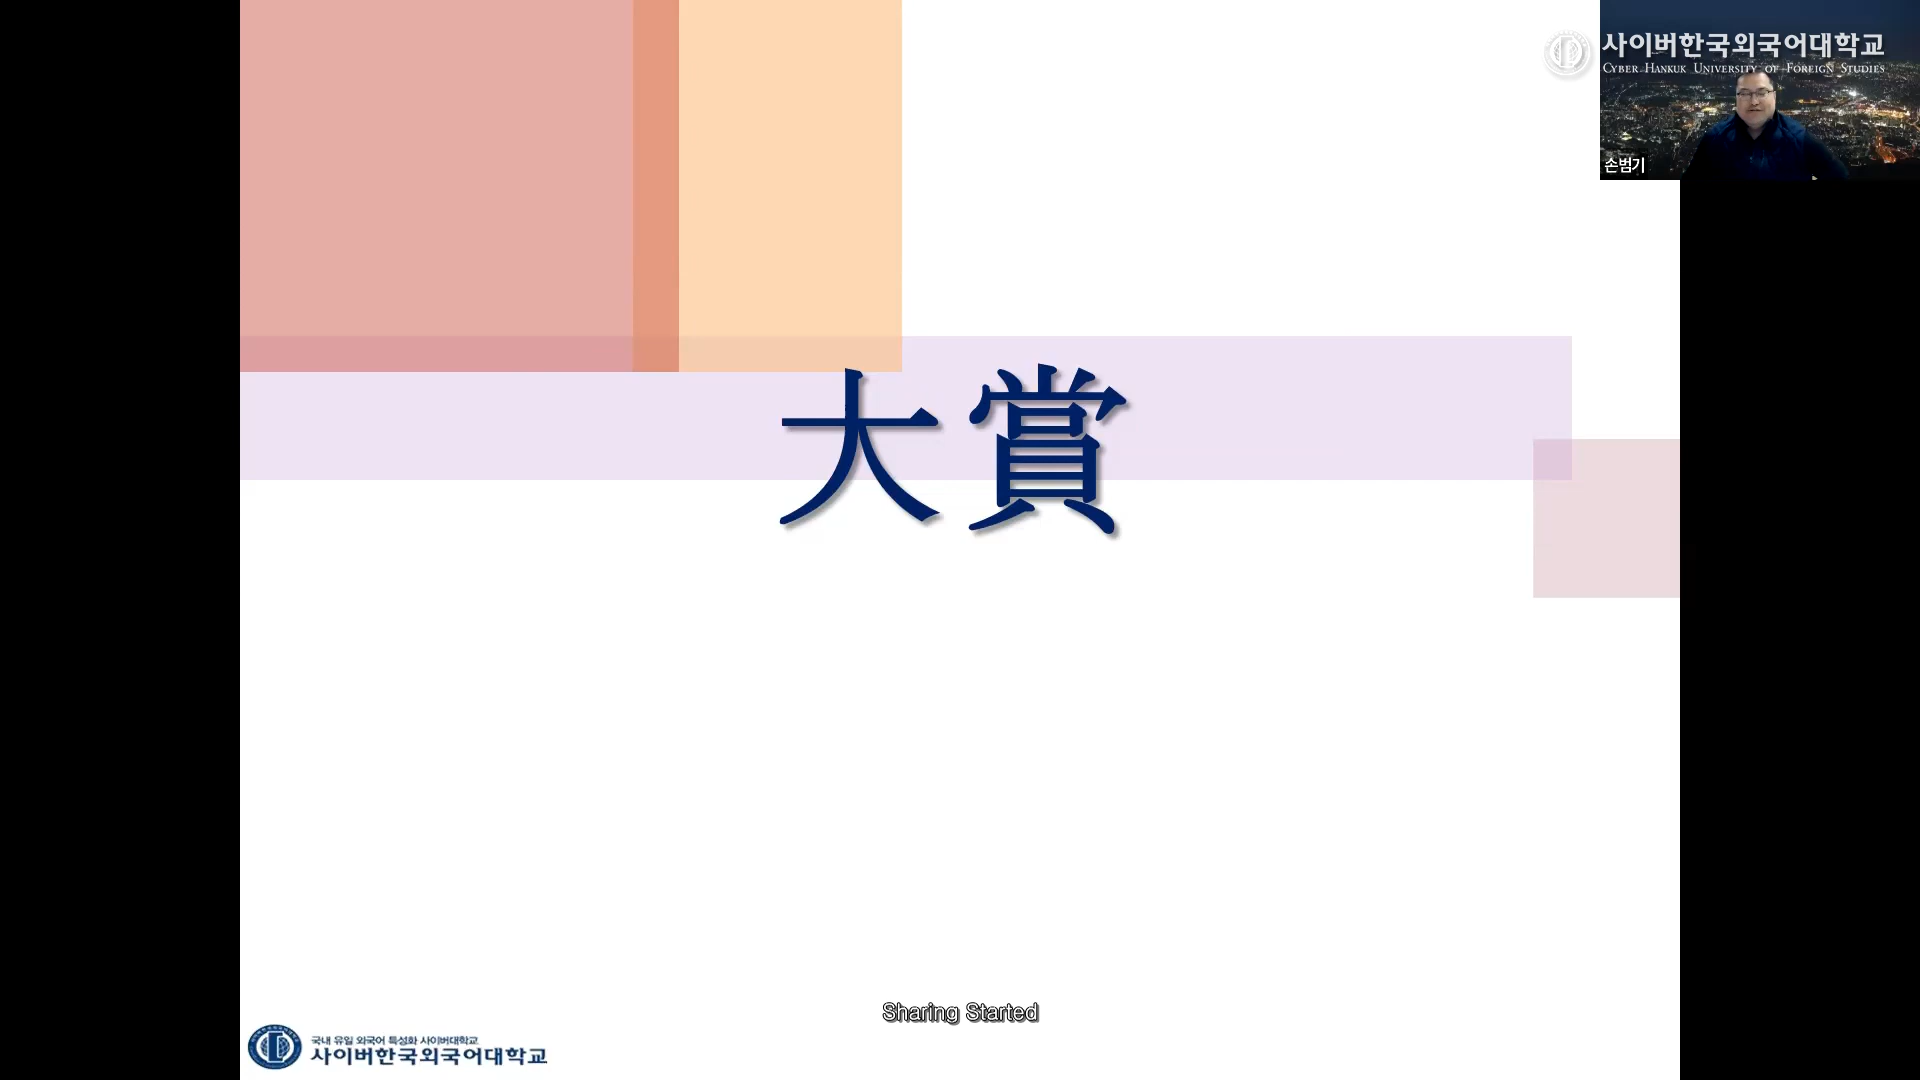 사이버한국외국어대학교
CYBER HANKUK UNIVERSITY OF FOREIGN STUDIES
손범기
大賞
Sharing Started
국내 유일 외국어 특성화 사이버대학교
사이버한국외국어대학교